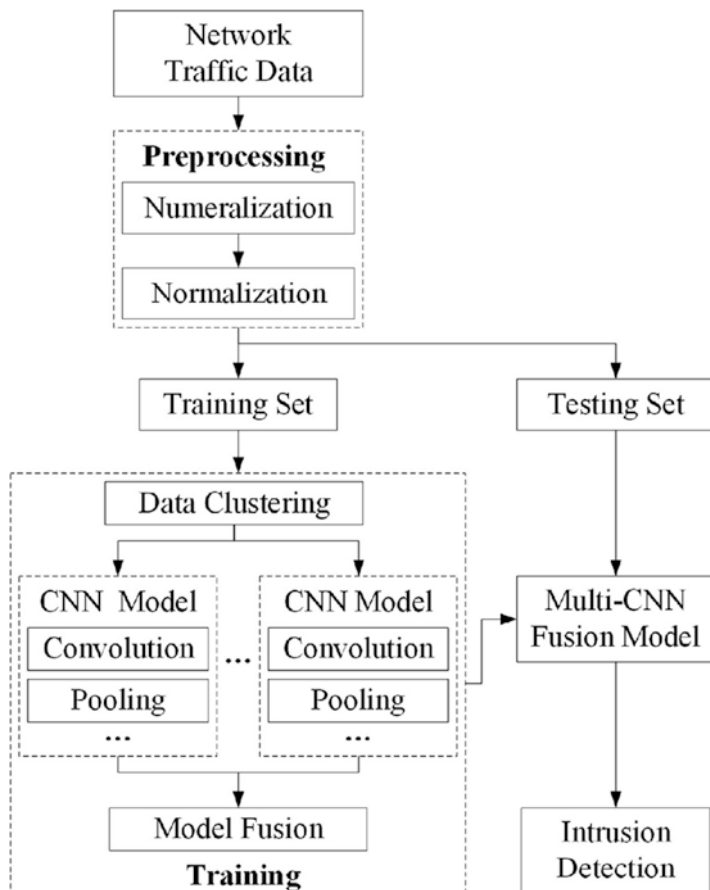 Network
Traffic Data
Preprocessing
Numeralization
Normalization
Training Set
Testing Set
Data Clustering
CNN Model
Convolution
Pooling
...
...
CNN Model
Convolution
Pooling
...
Multi-CNN
Fusion Model
Model Fusion
Training
Intrusion
Detection